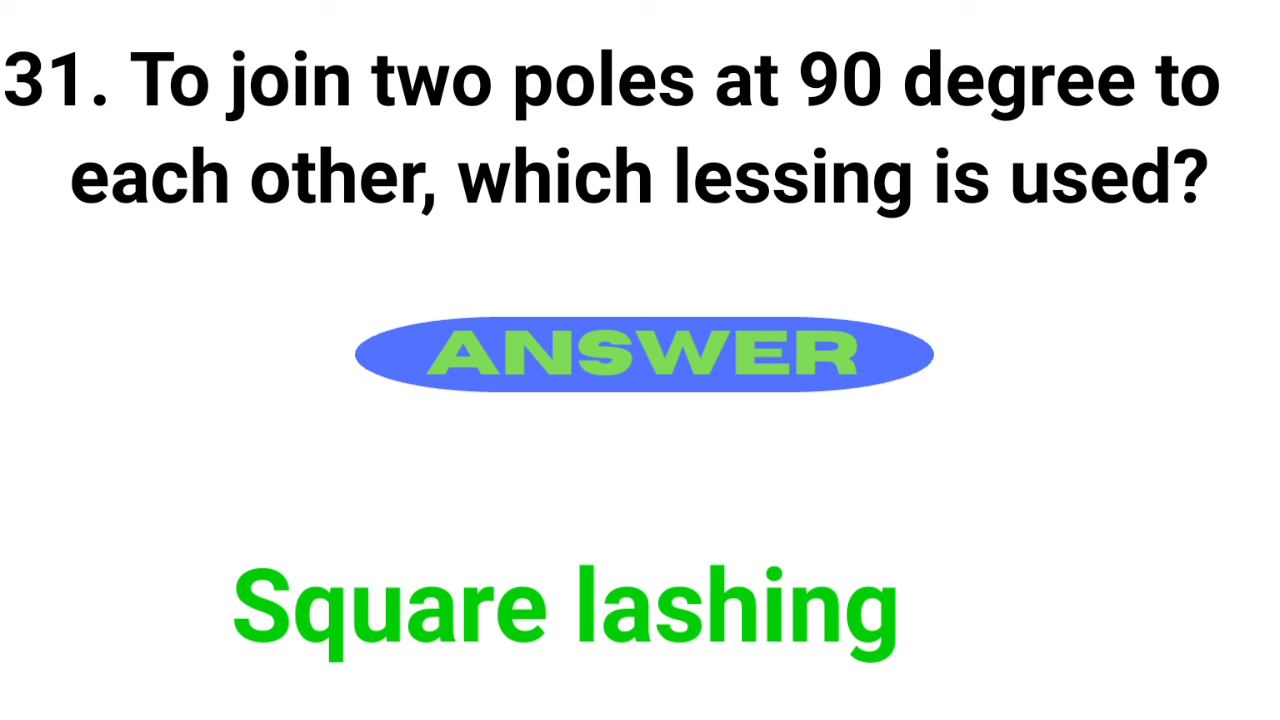 31. To join two poles at 90 degree to
each other, which lessing is used?
ANSWER
Square lashing